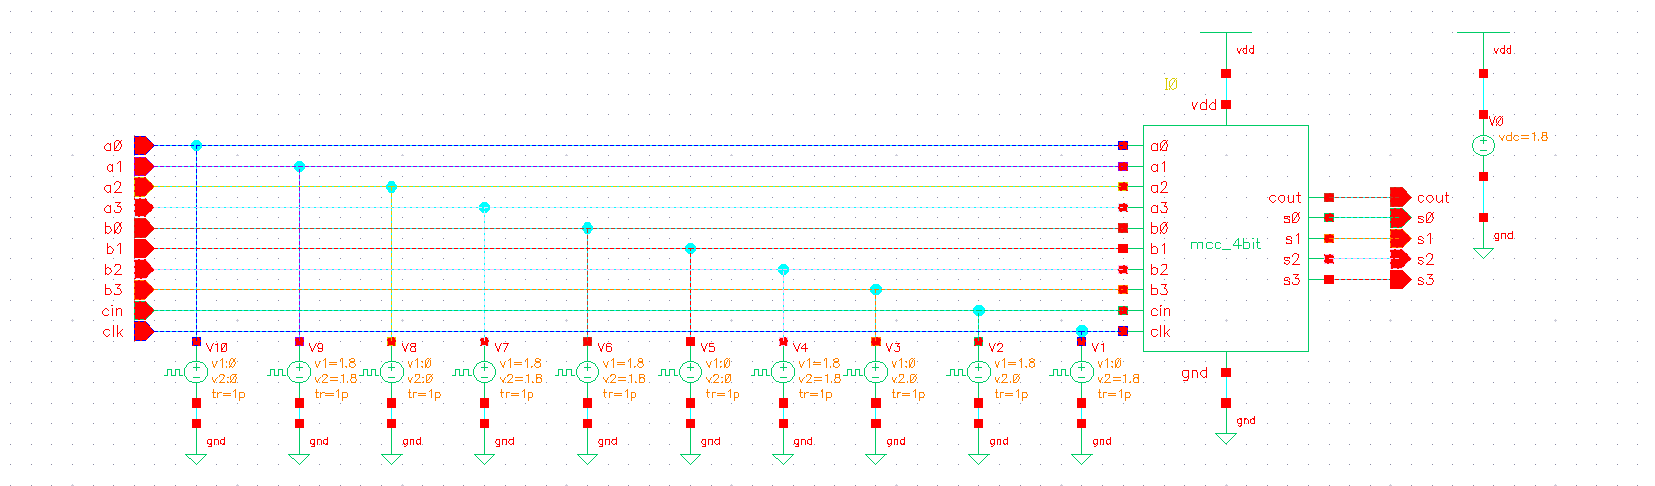 vdd
vdd
I0
vdd
V0
vdc=1.8
a0
a1
a2
a3
b0
b1
b2
b3
cin
clk
a0
a1
a2
a3
b0
b1
b2
b3
cin
clk
mcc_4bit
cout
s0
s1
s2
s3
cout
s0
s1
s2
s3
gnd
V10
v1:0
v2:0
tr=1p
gnd
V9
v1=1.8
v2=1.8
tr=1p
gnd
V8
v1:0
v2:0
tr=1p
gnd
V7
v1=1.8
v2=1.8
tr=1p
gnd
V6
v1=1.8
v2=1.8
tr=1p
gnd
V5
v1:0
v2:0
tr=1p
gnd
V4
v1=1.8
v2=1.8
tr=1p
gnd
V3
v1:0
v2:0
tr=1p
gnd
V2
v1=1.8
v2:0
tr=1p
gnd
V1
v1:0
v2=1.8
tr=1p
gnd
gnd
gnd